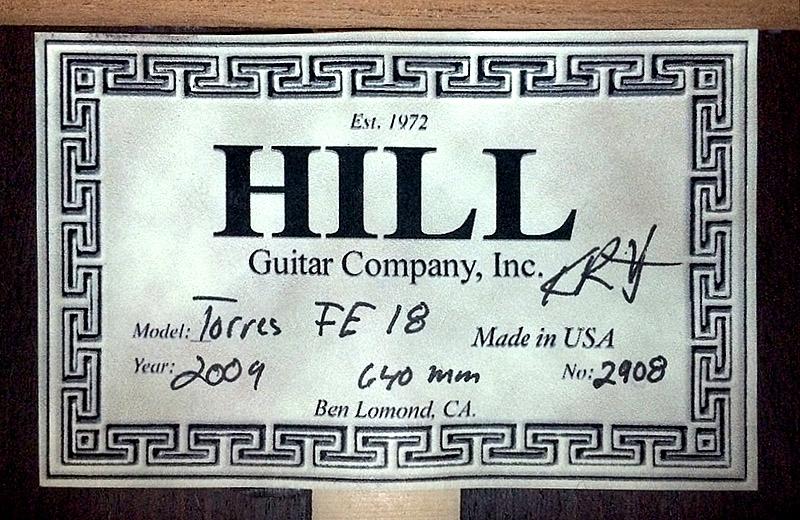 Est. 1972
HILL
Guitar Company, Inc.
Model: Torres FE 18
Made in USA
Year: 2009 640 mm No: 2908
Ben Lomond, CA.